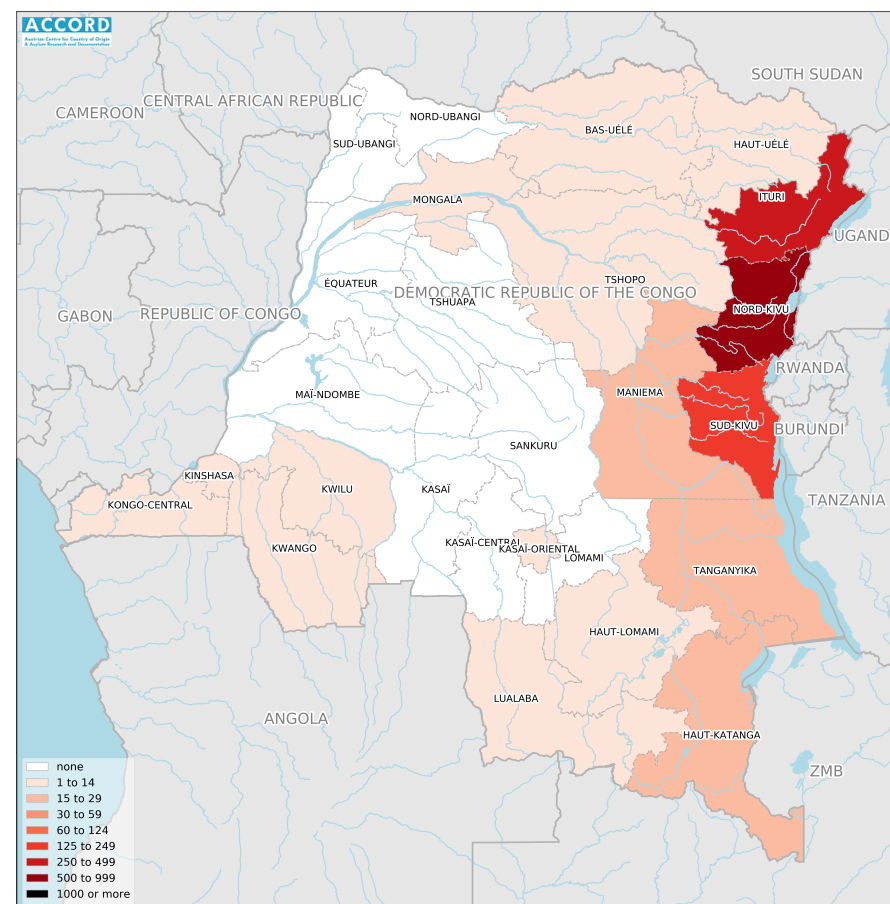 ACCORD
Austrian Centre for Country of Origin
& Asylum Research and Documentation
SOUTH SUDAN
CENTRAL AFRICAN REPUBLIC
CAMEROON
NORD-UBANGI
BAS-UÉLÉ
SUD-UBANGI
HAUT-UÉLÉ
MONGALA
ITURI
UGAND
TSHOPO
ÉQUATEUR
DEMOCRATIC REPUBLIC OF THE CONGO
TSHUAPA
NORD-KIVU
REPUBLIC OF CONGO
GABON
RWANDA
MANIEMA
MAÏ-NDOMBE
SUD-KIVU
BURUNDI
SANKURU
KINSHASA
KWILU
KASAÏ
TANZANIA
KONGO-CENTRAL
KASAÏ-CENTRAL
KASAÏ-ORIENTAL
KWANGO
LOMAMI
TANGANYIKA
HAUT-LOMAMI
LUALABA
ANGOLA
HAUT-KATANGA
ZMB
none
1 to 14
15 to 29
30 to 59
60 to 124
125 to 249
250 to 499
500 to 999
1000 or more